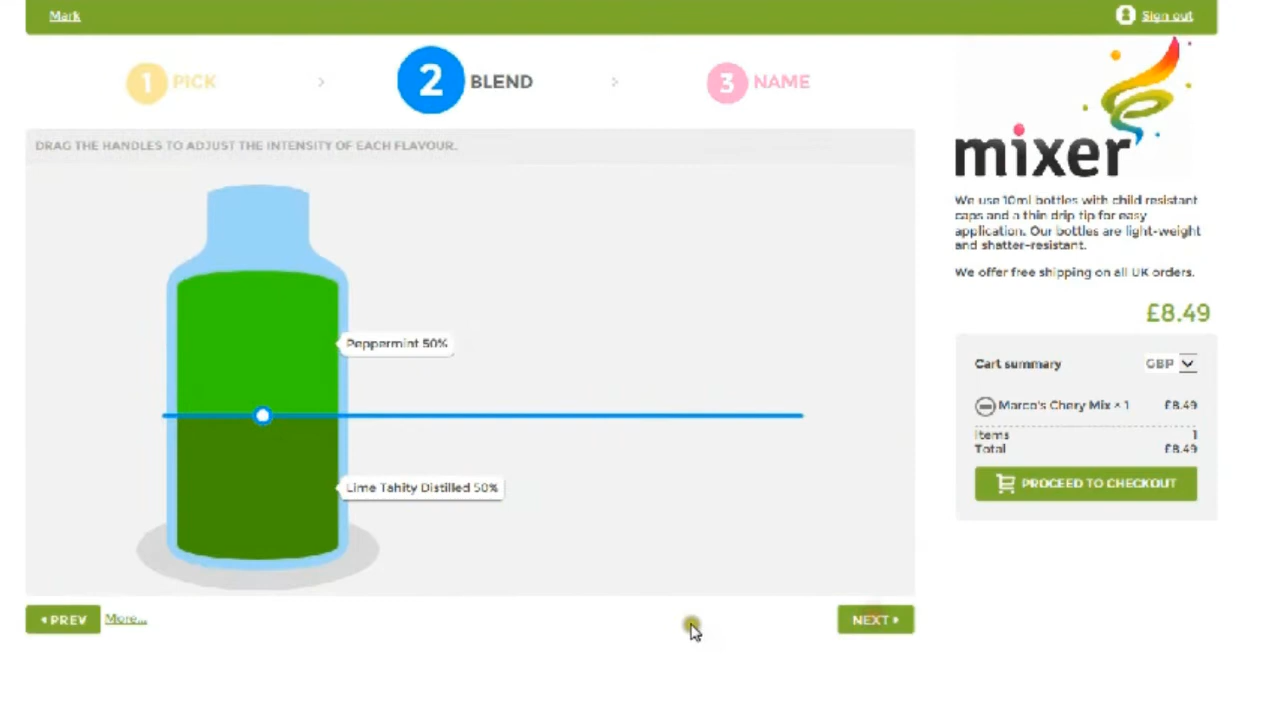 Mark
Sign out
1 PICK
2 BLEND
3 NAME
DRAG THE HANDLES TO ADJUST THE INTENSITY OF EACH FLAVOUR.
Peppermint 50%
Lime Tahity Distilled 50%
PREV
More...
NEXT
mixer
We use 10ml bottles with child resistant
caps and a thin drip tip for easy
application. Our bottles are light-weight
and shatter-resistant.
We offer free shipping on all UK orders.
£8.49
Cart summary
GBP
Marco's Chery Mix × 1 £8.49
Items 1
Total £8.49
PROCEED TO CHECKOUT